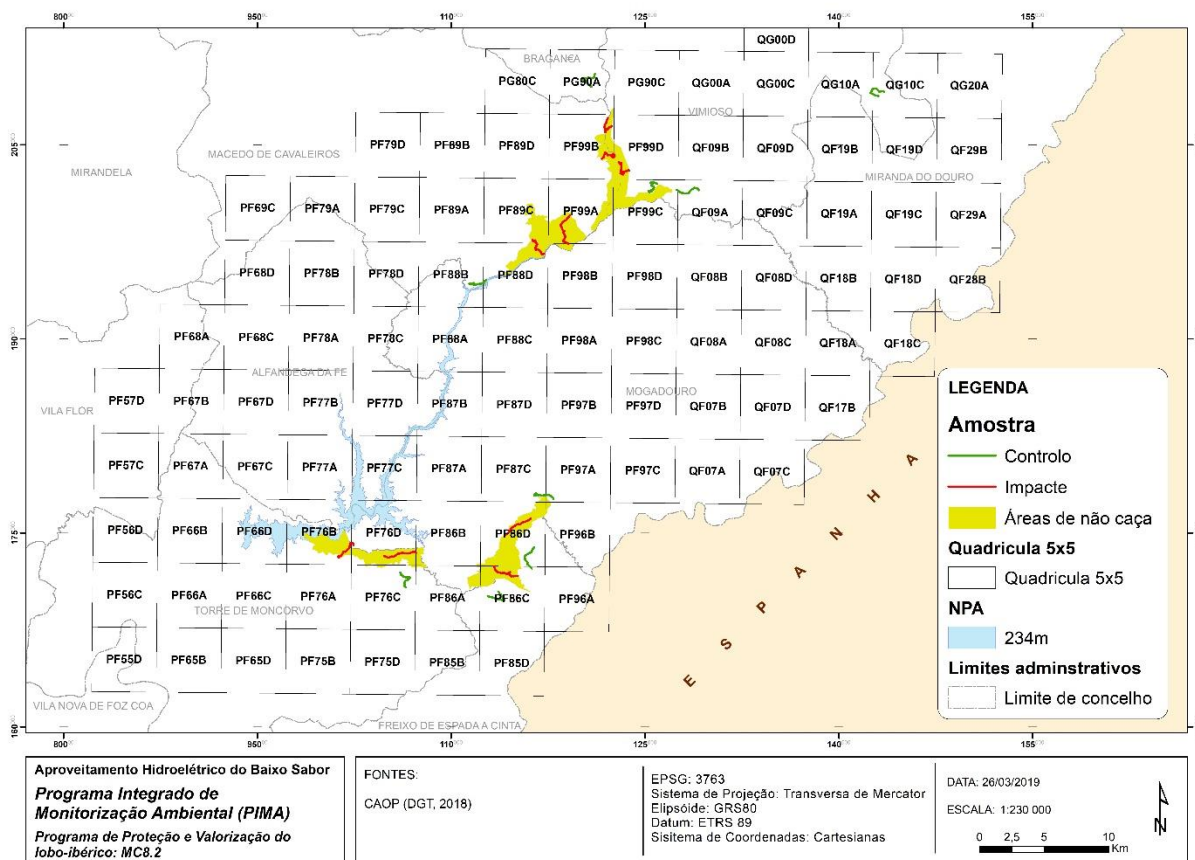 800 950 110 125 140 155
QG00D
BRAGANÇA
PG80C PG90A PG90C QG00A QG00C QG10A QG10C QG20A
VIMIOSO
205
MACEDO DE CAVALEIROS
PF79D PF89B PF89D PF99B PF99D QF09B QF09D QF19B QF19D QF29B
MIRANDELA
MIRANDA DO DOURO
PF69C PF79A PF79C PF89A PF89C PF99A PF99C QF09A QF09C QF19A QF19C QF29A
PF68D PF78B PF78D PF88B PF88D PF98B PF98D QF08B QF08D QF18B QF18D QF28B
190
PF68A PF68C PF78A PF78C PF88A PF88C PF98A PF98C QF08A QF08C QF18A QF18C
ALFANDEGA DA FE
MOGADOURO
VILA FLOR
PF57D PF67B PF67D PF77B PF77D PF87B PF87D PF97B PF97D QF07B QF07D QF17B
PF57C PF67A PF67C PF77A PF77C PF87A PF87C PF97A PF97C QF07A QF07C
175
PF56D PF66B PF66D PF76B PF76D PF86B PF86D PF96B
PF56C PF66A PF66C PF76A PF76C PF86A PF86C PF96A
TORRE DE MONCORVO
PF55D PF65B PF65D PF75B PF75D PF85B PF85D
VILA NOVA DE FOZ COA
FREIXO DE ESPADA A CINTA
160
E S P A N H A
LEGENDA
Amostra
Controlo
Impacte
Áreas de não caça
Quadricula 5x5
Quadricula 5x5
NPA
234m
Limites adminstrativos
Limite de concelho
800 950 110 125 140 155
Aproveitamento Hidroelétrico do Baixo Sabor
Programa Integrado de
Monitorização Ambiental (PIMA)
Programa de Proteção e Valorização do
lobo-ibérico: MC8.2
FONTES:
CAOP (DGT, 2018)
EPSG: 3763
Sistema de Projeção: Transversa de Mercator
Elipsóide: GRS80
Datum: ETRS 89
Sisitema de Coordenadas: Cartesianas
DATA: 26/03/2019
ESCALA: 1:230 000
0 2,5 5 10
Km
N